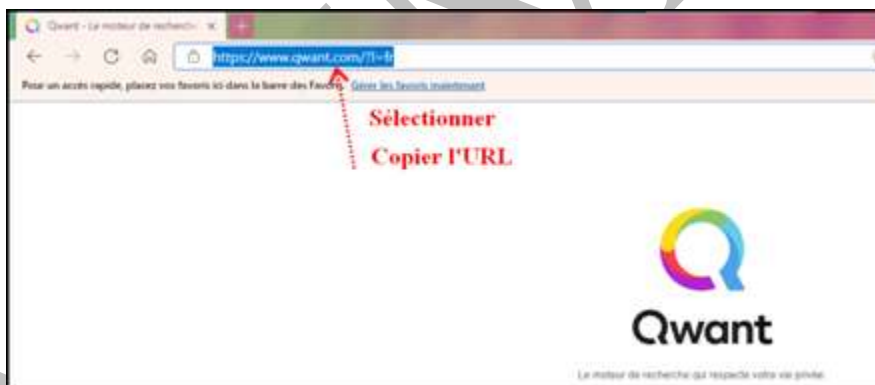 Qwant - Le moteur de recherche
https://www.qwant.com/?l=fr
Pour un accès rapide, placez vos favoris ici dans la barre des Favoris. Gérer les favoris maintenant
Sélectionner
Copier l'URL
Qwant
Le moteur de recherche qui respecte votre vie privée